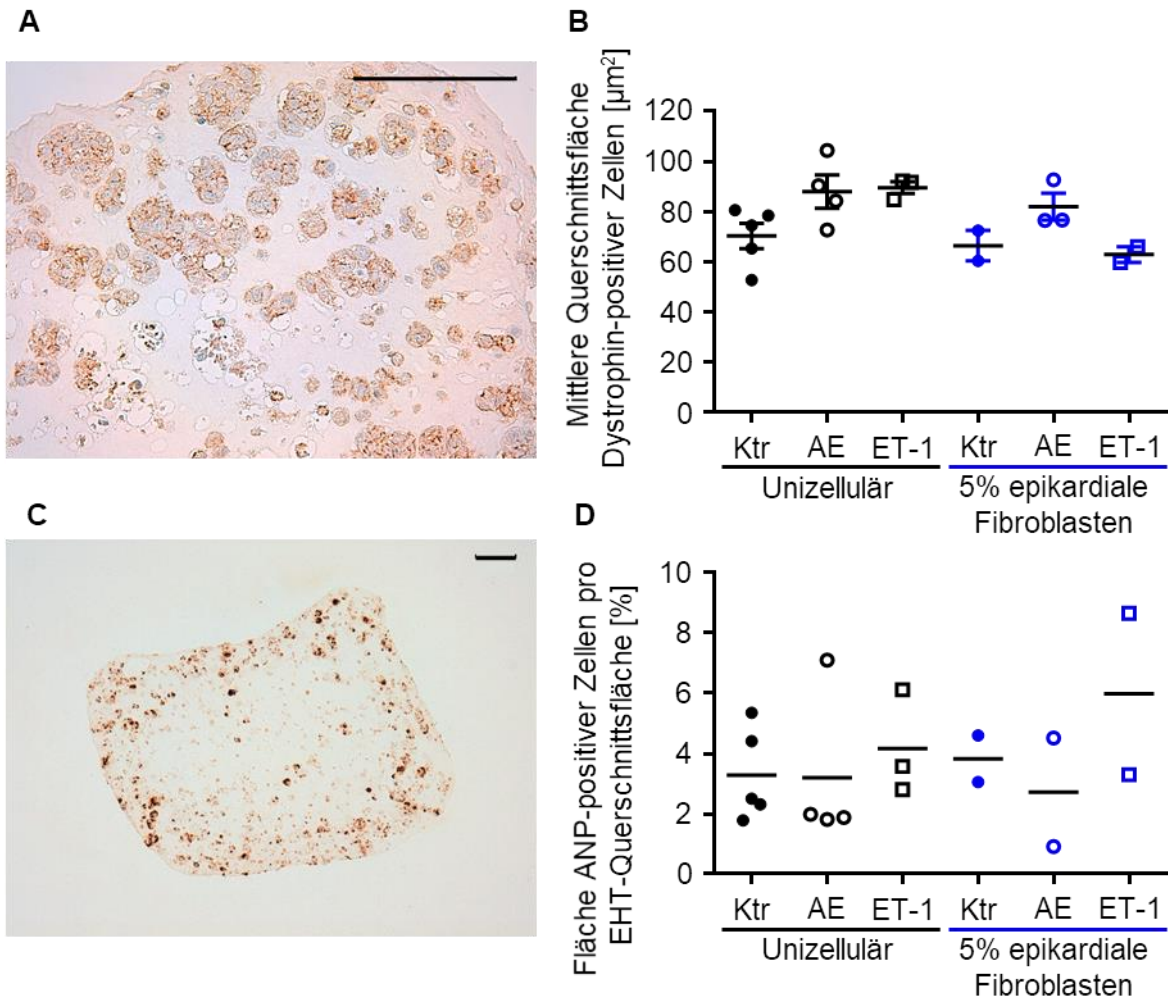 A
B
Mittlere Querschnittsfläche
Dystrophin-positiver Zellen [µm²]
120
100
80
60
40
20
0
Ktr AE ET-1 Ktr AE ET-1
Unizellulär 5% epikardiale
Fibroblasten
C
D
Fläche ANP-positiver Zellen pro
EHT-Querschnittsfläche [%]
10
8
6
4
2
0
Ktr AE ET-1 Ktr AE ET-1
Unizellulär 5% epikardiale
Fibroblasten